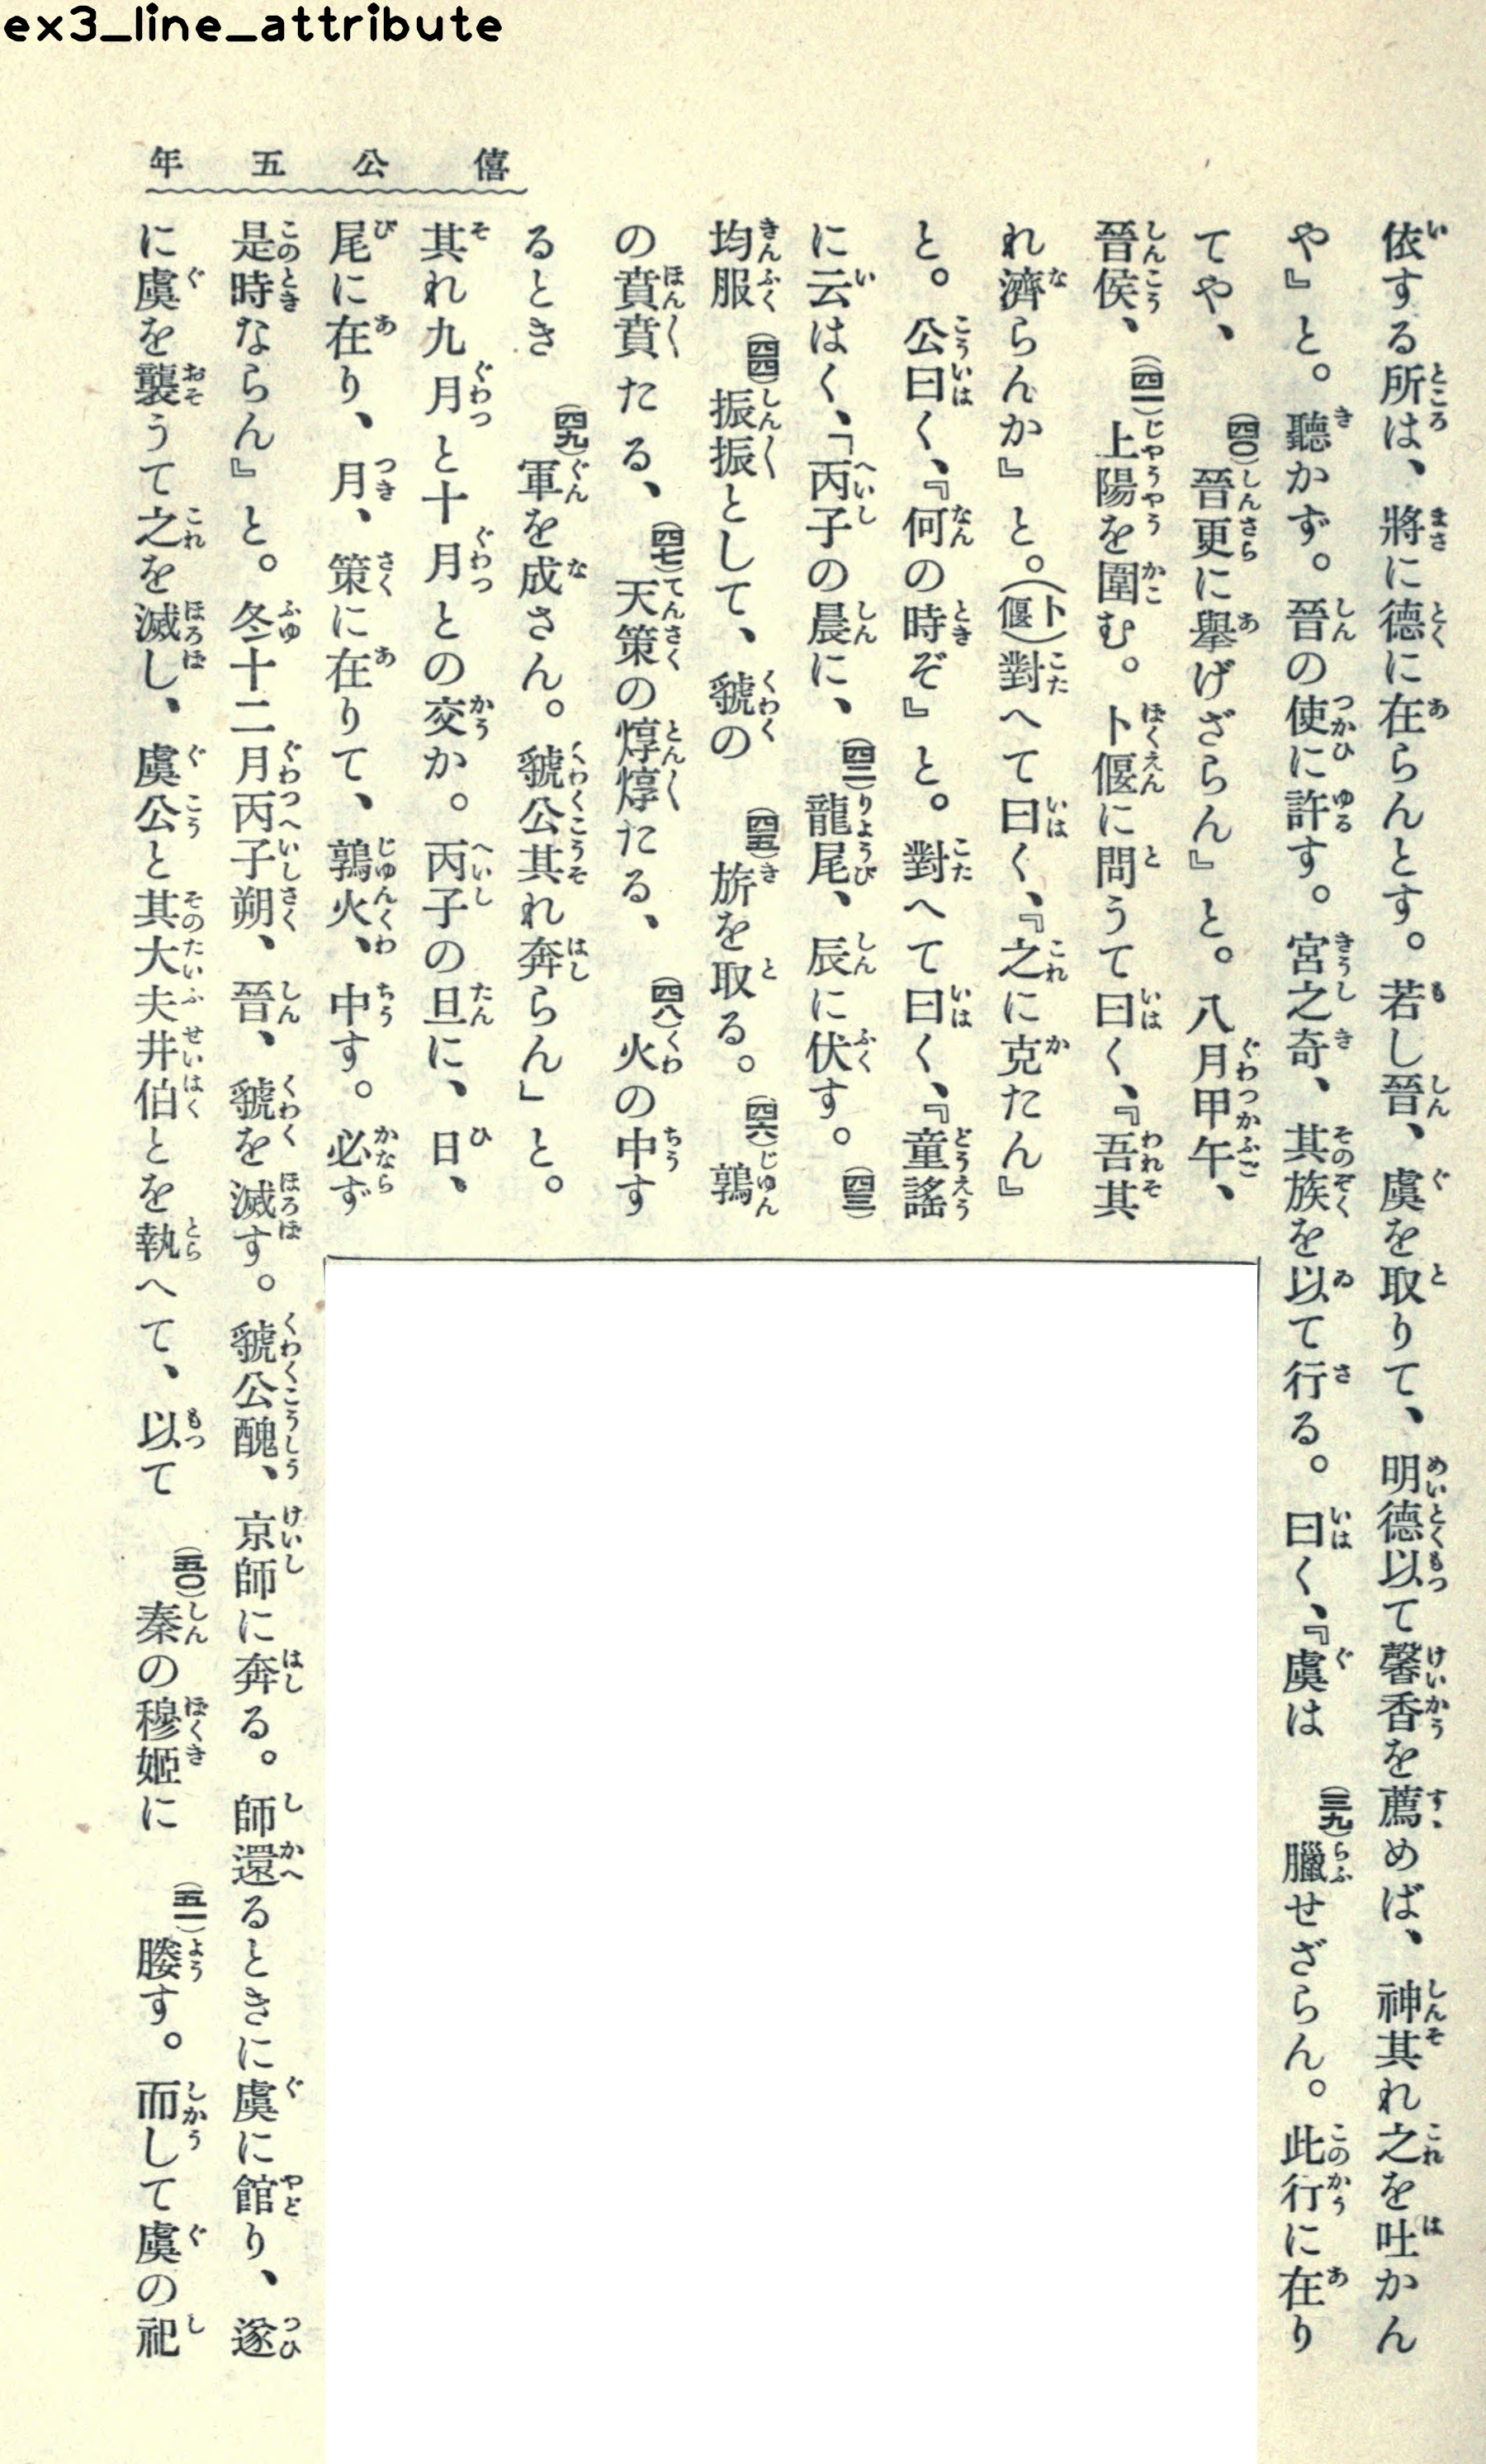 ex3_line_attribute
僖公五年
依する所は、將に德に在らんとす。若し晉、虞を取りて、明德以て馨香を薦めば、神其れ之を吐かん
や』と。聽かず。晉の使に許す。宮之奇、其族を以て行る。曰く、『虞は(三九)臘せざらん。此行に在り
てや、(四〇)晉更に擧げざらん』と。八月甲午、
晉侯、(四一)上陽を圍む。卜偃に問うて曰く、『吾其
れ濟らんか』と。(卜偃)對へて曰く、『之に克たん』
と。公曰く、『何の時ぞ』と。對へて曰く、『童謠
に云はく、「丙子の晨に、(四二)龍尾、辰に伏す。(四三)
均服(四四)振振として、虢の(四五)旂を取る。(四六)鶉
の賁賁たる、(四七)天策の焞焞たる、(四八)火の中す
るとき(四九)軍を成さん。虢公其れ奔らん」と。
其れ九月と十月との交か。丙子の旦に、日、
尾に在り、月、策に在りて、鶉火、中す。必ず
是時ならん』と。冬十二月丙子朔、晉、虢を滅す。虢公醜、京師に奔る。師還るときに虞に館り、遂
に虞を襲うて之を滅し、虞公と其大夫井伯とを執へて、以て(五〇)秦の穆姬に(五一)媵す。而して虞の祀